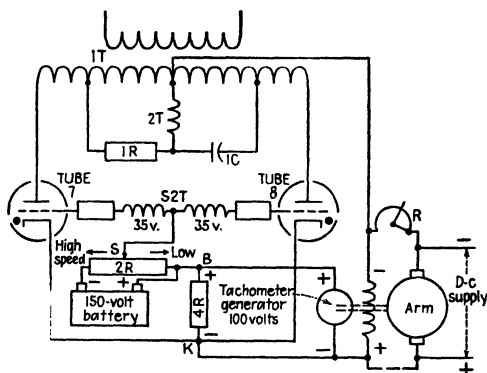 1T
2T
1R
1C
TUBE
7
S2T
TUBE
8
35 v.
35 v.
High
speed
S
Low
2R
B
R
- +
150-volt
battery
4R
+
-
K
Tachometer
generator
100 volts
+
-
-
+
Arm
-
D-c
supply
+